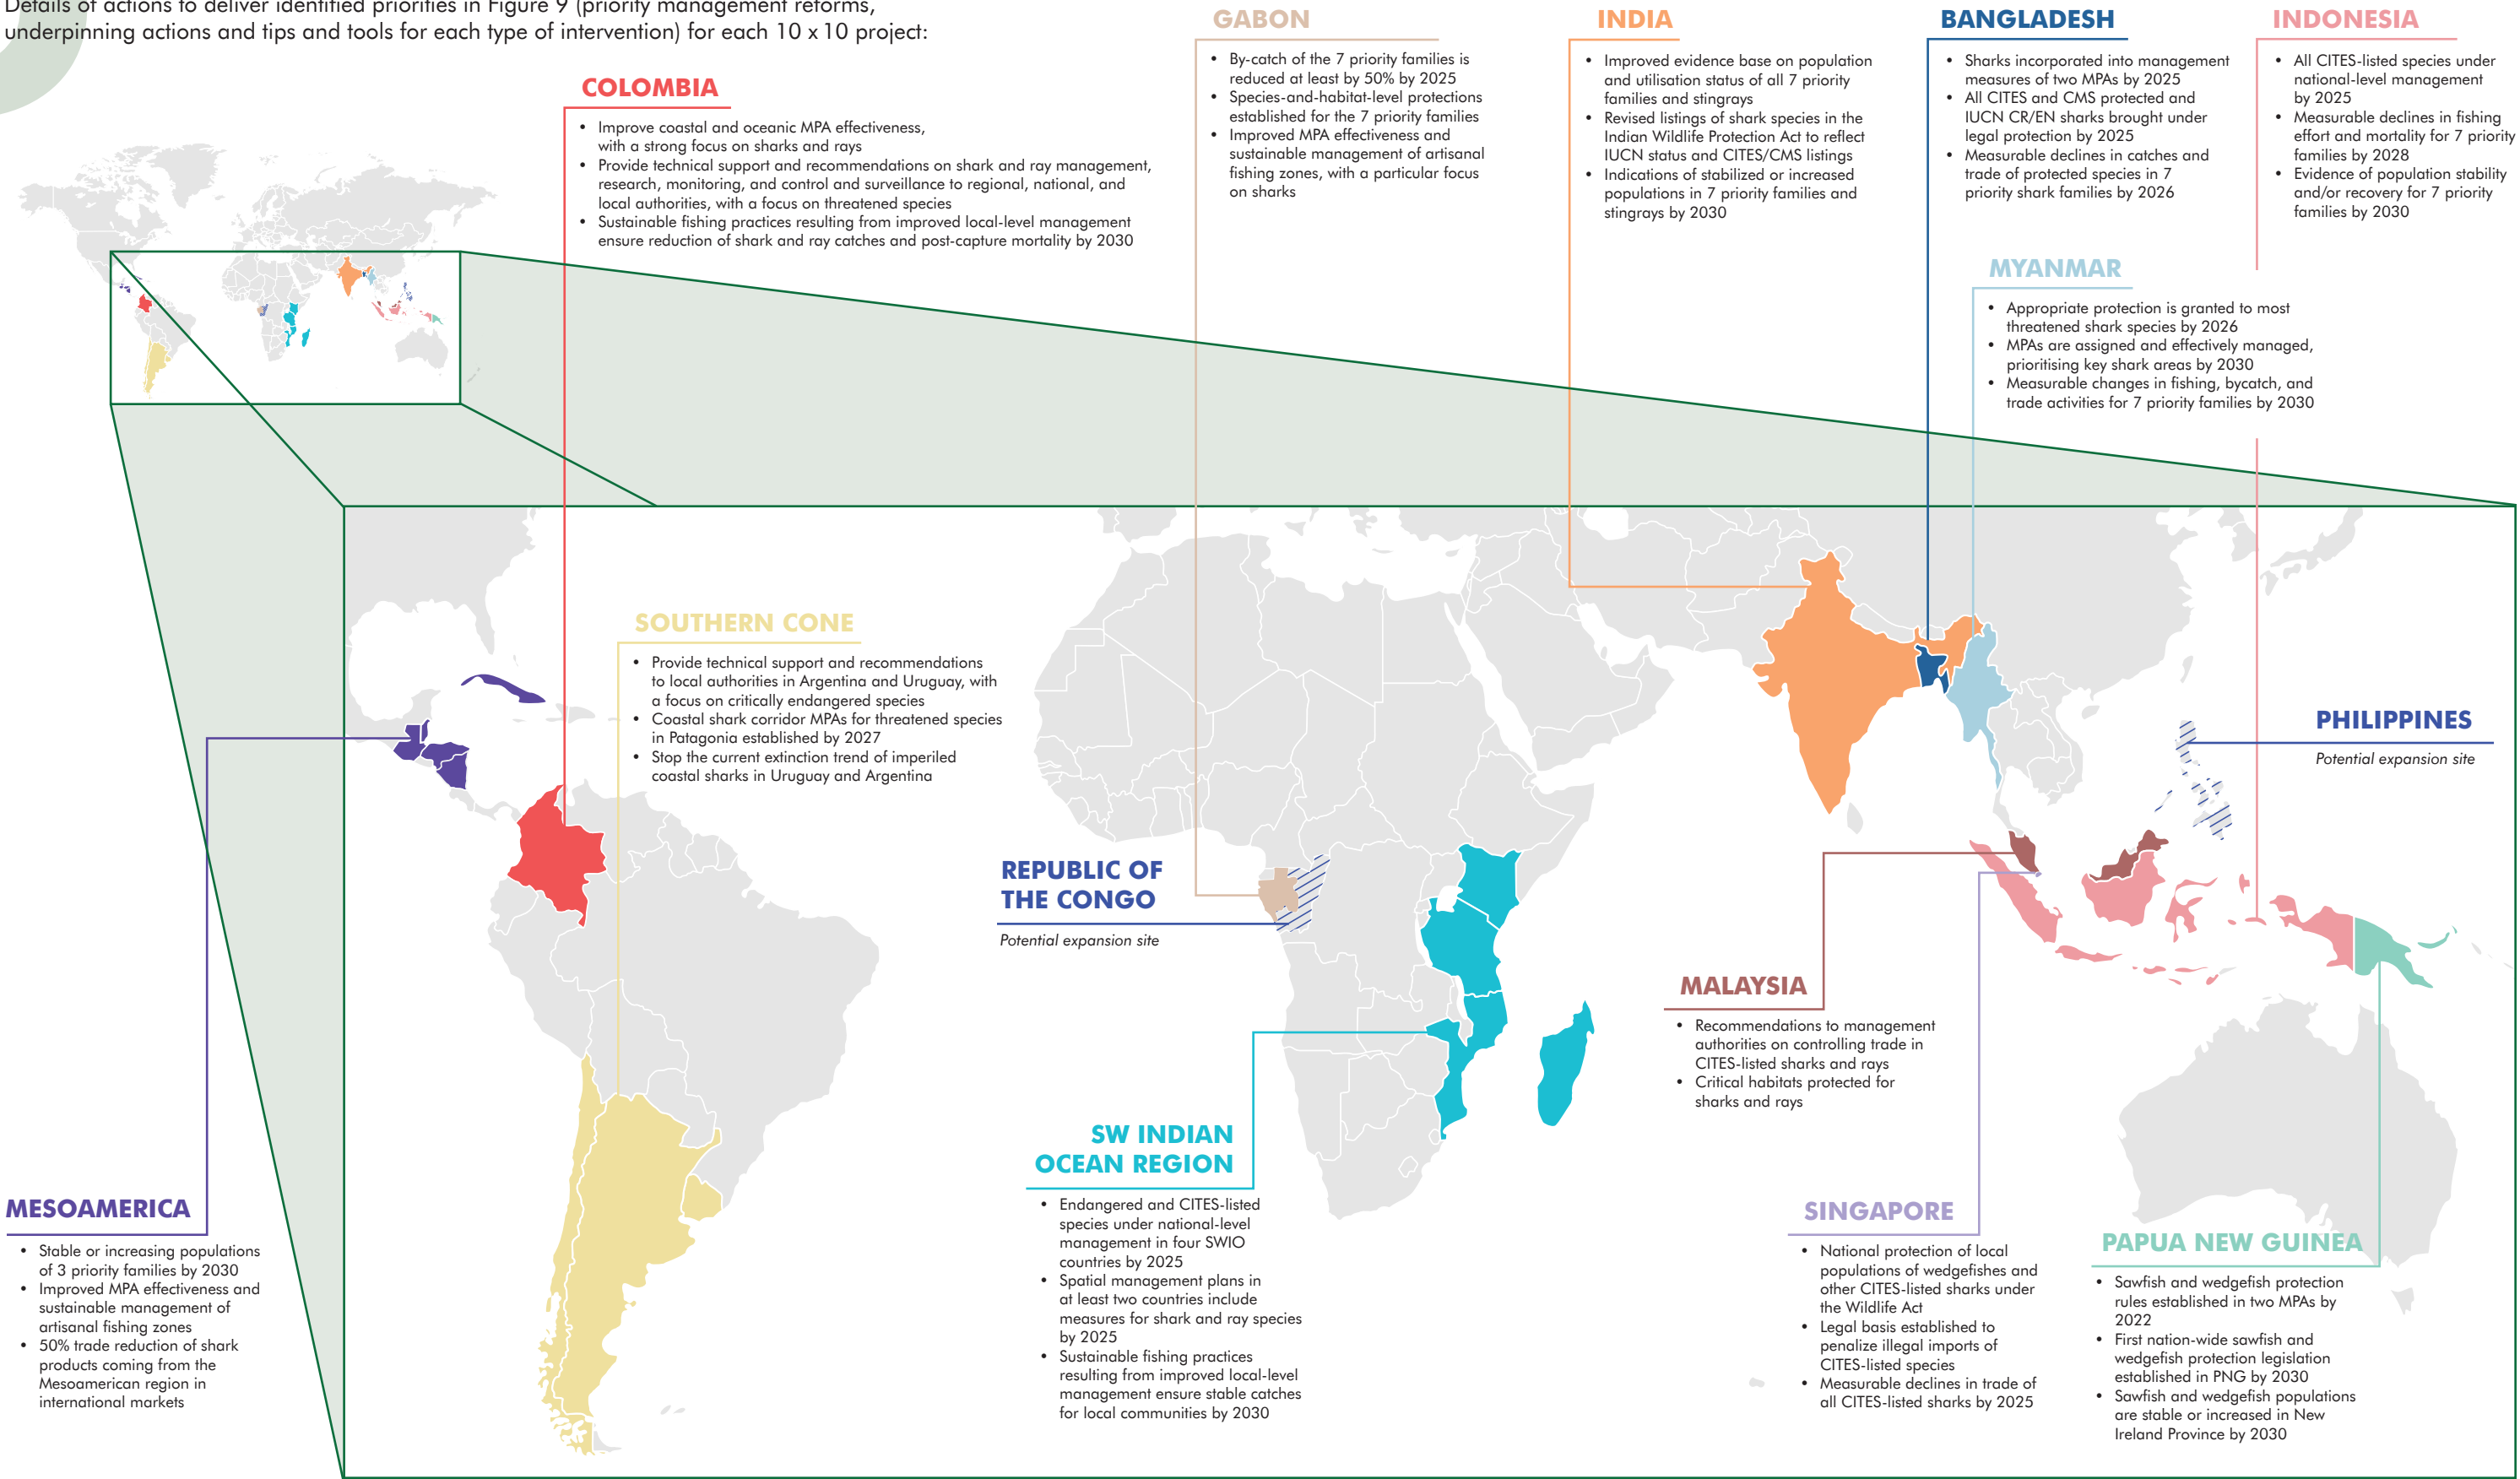 Details of actions to deliver identified priorities in Figure 9 (priority management reforms,
underpinning actions and tips and tools for each type of intervention) for each 10 x 10 project:
COLOMBIA
• Improve coastal and oceanic MPA effectiveness,
with a strong focus on sharks and rays
• Provide technical support and recommendations on shark and ray management,
research, monitoring, and control and surveillance to regional, national, and
local authorities, with a focus on threatened species
• Sustainable fishing practices resulting from improved local-level management
ensure reduction of shark and ray catches and post-capture mortality by 2030
GABON
• By-catch of the 7 priority families is
reduced at least by 50% by 2025
• Species-and-habitat-level protections
established for the 7 priority families
• Improved MPA effectiveness and
sustainable management of artisanal
fishing zones, with a particular focus
on sharks
INDIA
• Improved evidence base on population
and utilisation status of all 7 priority
families and stingrays
• Revised listings of shark species in the
Indian Wildlife Protection Act to reflect
IUCN status and CITES/CMS listings
• Indications of stabilized or increased
populations in 7 priority families and
stingrays by 2030
BANGLADESH
• Sharks incorporated into management
measures of two MPAs by 2025
• All CITES and CMS protected and
IUCN CR/EN sharks brought under
legal protection by 2025
• Measurable declines in catches and
trade of protected species in 7
priority shark families by 2026
INDONESIA
• All CITES-listed species under
national-level management
by 2025
• Measurable declines in fishing
effort and mortality for 7 priority
families by 2028
• Evidence of population stability
and/or recovery for 7 priority
families by 2030
MYANMAR
• Appropriate protection is granted to most
threatened shark species by 2026
• MPAs are assigned and effectively managed,
prioritising key shark areas by 2030
• Measurable changes in fishing, bycatch, and
trade activities for 7 priority families by 2030
SOUTHERN CONE
• Provide technical support and recommendations
to local authorities in Argentina and Uruguay, with
a focus on critically endangered species
• Coastal shark corridor MPAs for threatened species
in Patagonia established by 2027
• Stop the current extinction trend of imperiled
coastal sharks in Uruguay and Argentina
PHILIPPINES
Potential expansion site
REPUBLIC OF
THE CONGO
Potential expansion site
MALAYSIA
• Recommendations to management
authorities on controlling trade in
CITES-listed sharks and rays
• Critical habitats protected for
sharks and rays
SW INDIAN
OCEAN REGION
• Endangered and CITES-listed
species under national-level
management in four SWIO
countries by 2025
• Spatial management plans in
at least two countries include
measures for shark and ray species
by 2025
• Sustainable fishing practices
resulting from improved local-level
management ensure stable catches
for local communities by 2030
MESOAMERICA
• Stable or increasing populations
of 3 priority families by 2030
• Improved MPA effectiveness and
sustainable management of
artisanal fishing zones
• 50% trade reduction of shark
products coming from the
Mesoamerican region in
international markets
SINGAPORE
• National protection of local
populations of wedgefishes and
other CITES-listed sharks under
the Wildlife Act
• Legal basis established to
penalize illegal imports of
CITES-listed species
• Measurable declines in trade of
all CITES-listed sharks by 2025
PAPUA NEW GUINEA
• Sawfish and wedgefish protection
rules established in two MPAs by
2022
• First nation-wide sawfish and
wedgefish protection legislation
established in PNG by 2030
• Sawfish and wedgefish populations
are stable or increased in New
Ireland Province by 2030